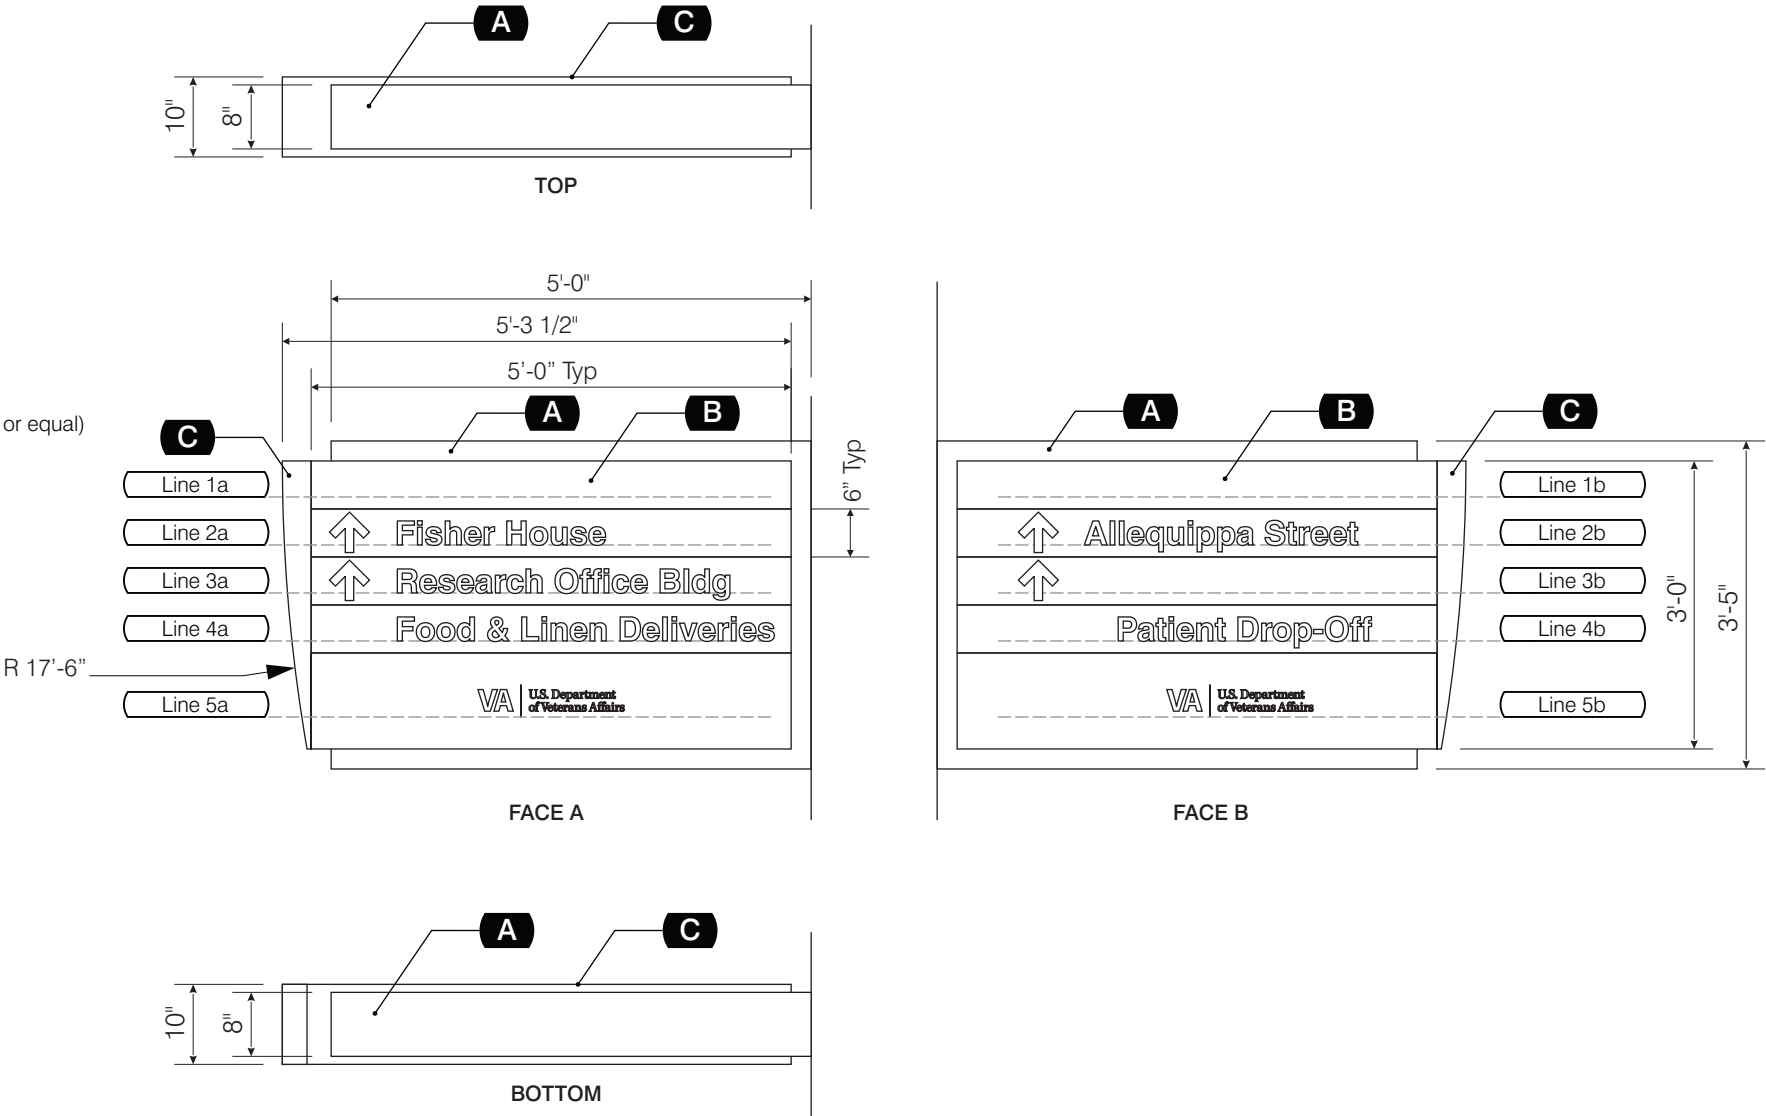 A
C
10"
8"
TOP
5'-0"
5'-3 1/2"
5’-0” Typ
or equal)
C
A
B
A
B
C
6” Typ
Line 1a
Line 1b
Line 2a
Fisher House
Allequippa Street
Line 2b
Line 3a
Research Office Bldg
Line 3b
3'-0"
3'-5"
Line 4a
Food & Linen Deliveries
Patient Drop-Off
Line 4b
R 17’-6”
Line 5a
VA
U.S. Department
of Veterans Affairs
VA
U.S. Department
of Veterans Affairs
Line 5b
FACE A
FACE B
A
C
10"
8"
BOTTOM